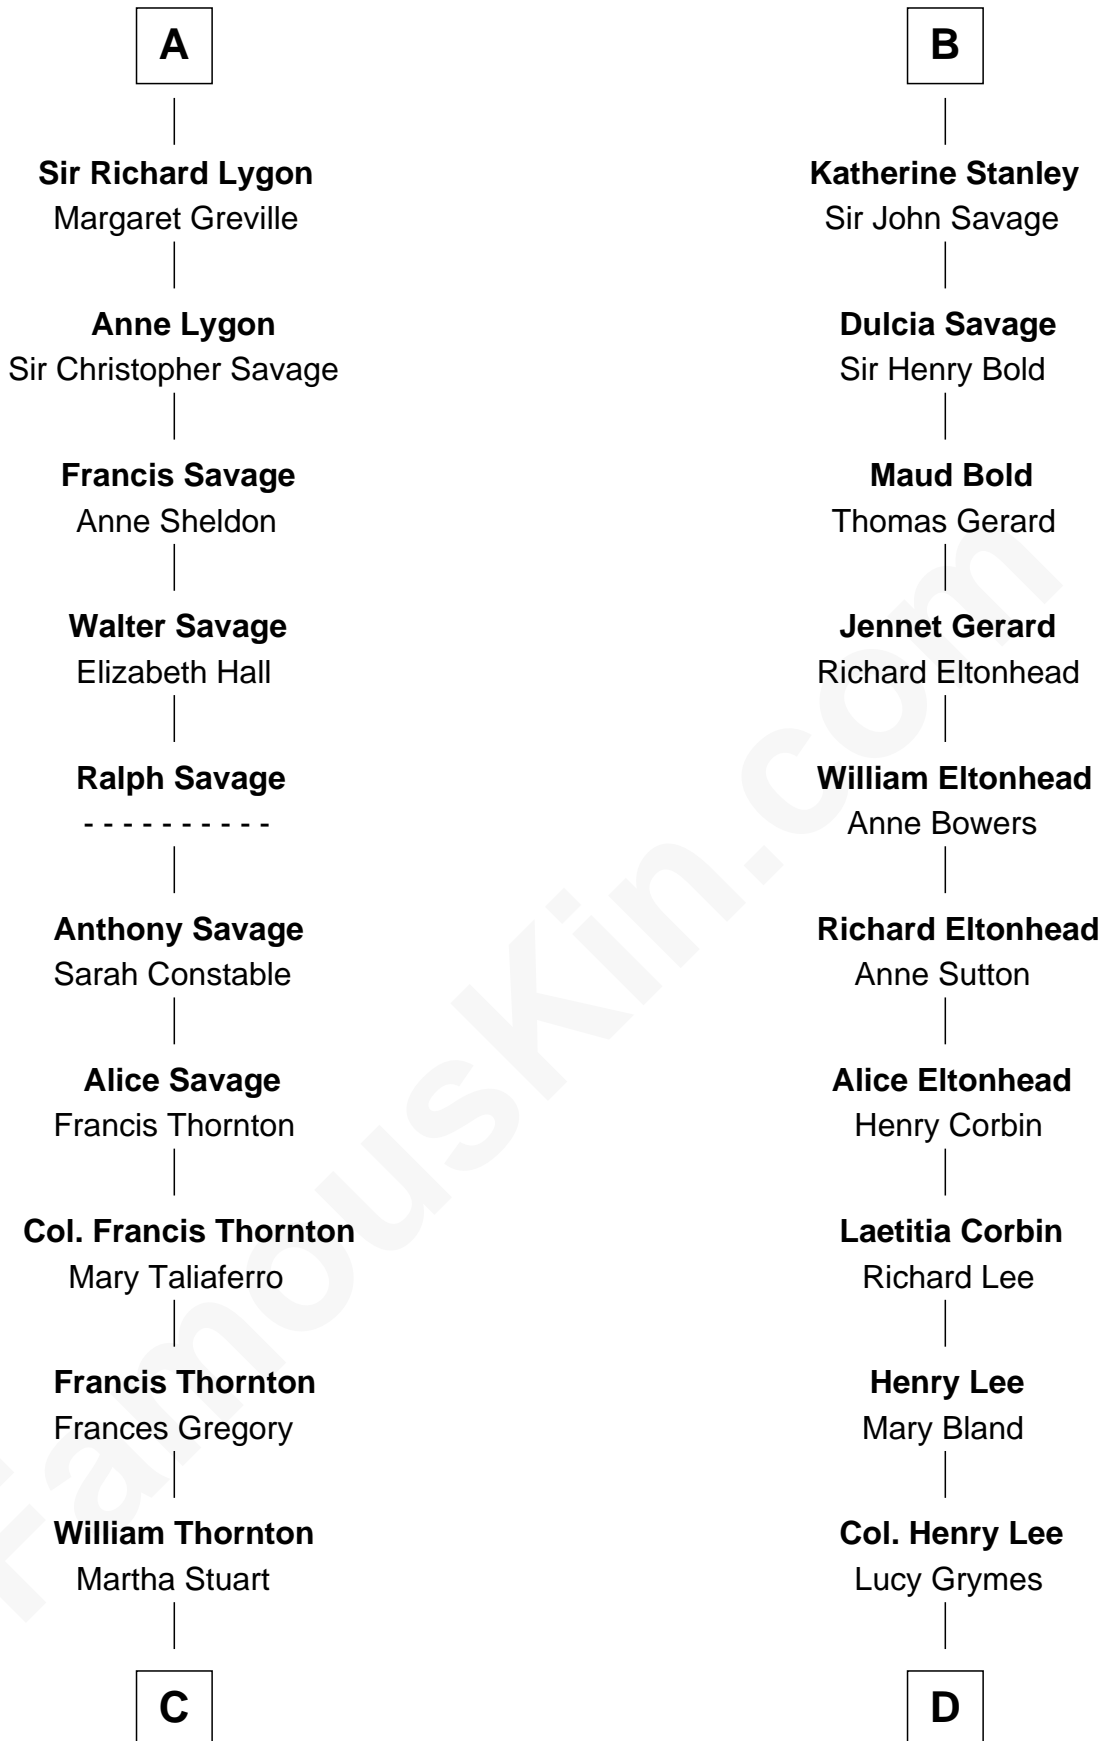 A
Sir Richard Lygon
Margaret Greville
Anne Lygon
Sir Christopher Savage
Francis Savage
Anne Sheldon
Walter Savage
Elizabeth Hall
Ralph Savage
- - - - - - - - - -
Anthony Savage
Sarah Constable
Alice Savage
Francis Thornton
Col. Francis Thornton
Mary Taliaferro
Francis Thornton
Frances Gregory
William Thornton
Martha Stuart
C
B
Katherine Stanley
Sir John Savage
Dulcia Savage
Sir Henry Bold
Maud Bold
Thomas Gerard
Jennet Gerard
Richard Eltonhead
William Eltonhead
Anne Bowers
Richard Eltonhead
Anne Sutton
Alice Eltonhead
Henry Corbin
Laetitia Corbin
Richard Lee
Henry Lee
Mary Bland
Col. Henry Lee
Lucy Grymes
D
FamousKin.com